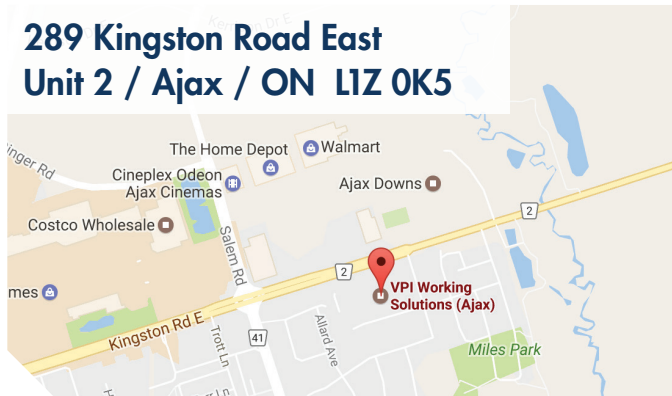 289 Kingston Road East
Unit 2 / Ajax / ON L1Z 0K5
The Home Depot
Walmart
Cineplex Odeon
Ajax Cinemas
Ajax Downs
Costco Wholesale
Salem Rd
2
2
VPI Working
Solutions (Ajax)
Kingston Rd E
41
Allard Ave
Trott Ln
Miles Park